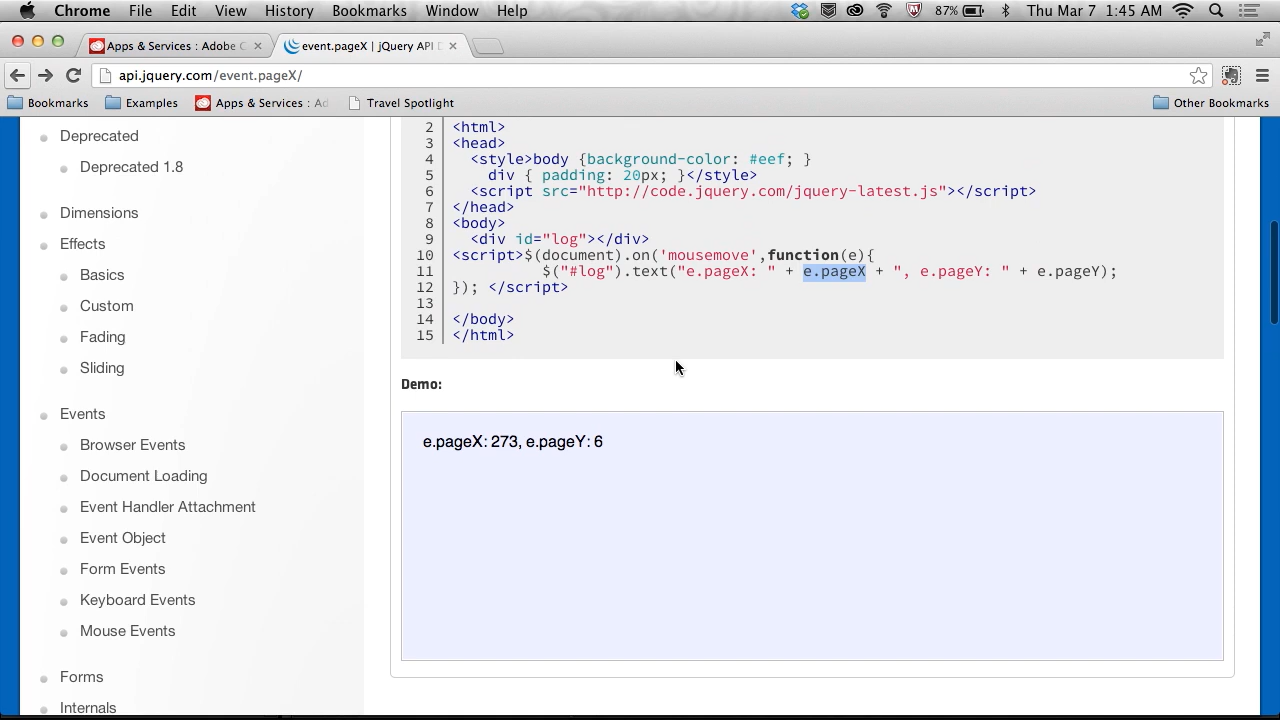 Chrome File Edit View History Bookmarks Window Help 87% Thu Mar 7 1:45 AM
Apps & Services : Adobe C
event.pageX | jQuery API D
api.jquery.com/event.pageX/
Bookmarks Examples Apps & Services : Ad Travel Spotlight Other Bookmarks
Deprecated
Deprecated 1.8
Dimensions
Effects
Basics
Custom
Fading
Sliding
Events
Browser Events
Document Loading
Event Handler Attachment
Event Object
Form Events
Keyboard Events
Mouse Events
Forms
Internals
2 <html>
3 <head>
4 <style>body {background-color: #eef; }
5 div { padding: 20px; }</style>
6 <script src="http://code.jquery.com/jquery-latest.js"></script>
7 </head>
8 <body>
9 <div id="log"></div>
10 <script>$(document).on('mousemove',function(e){
11 $("#log").text("e.pageX: " + e.pageX + ", e.pageY: " + e.pageY);
12 }); </script>
13
14 </body>
15 </html>
Demo:
e.pageX: 273, e.pageY: 6